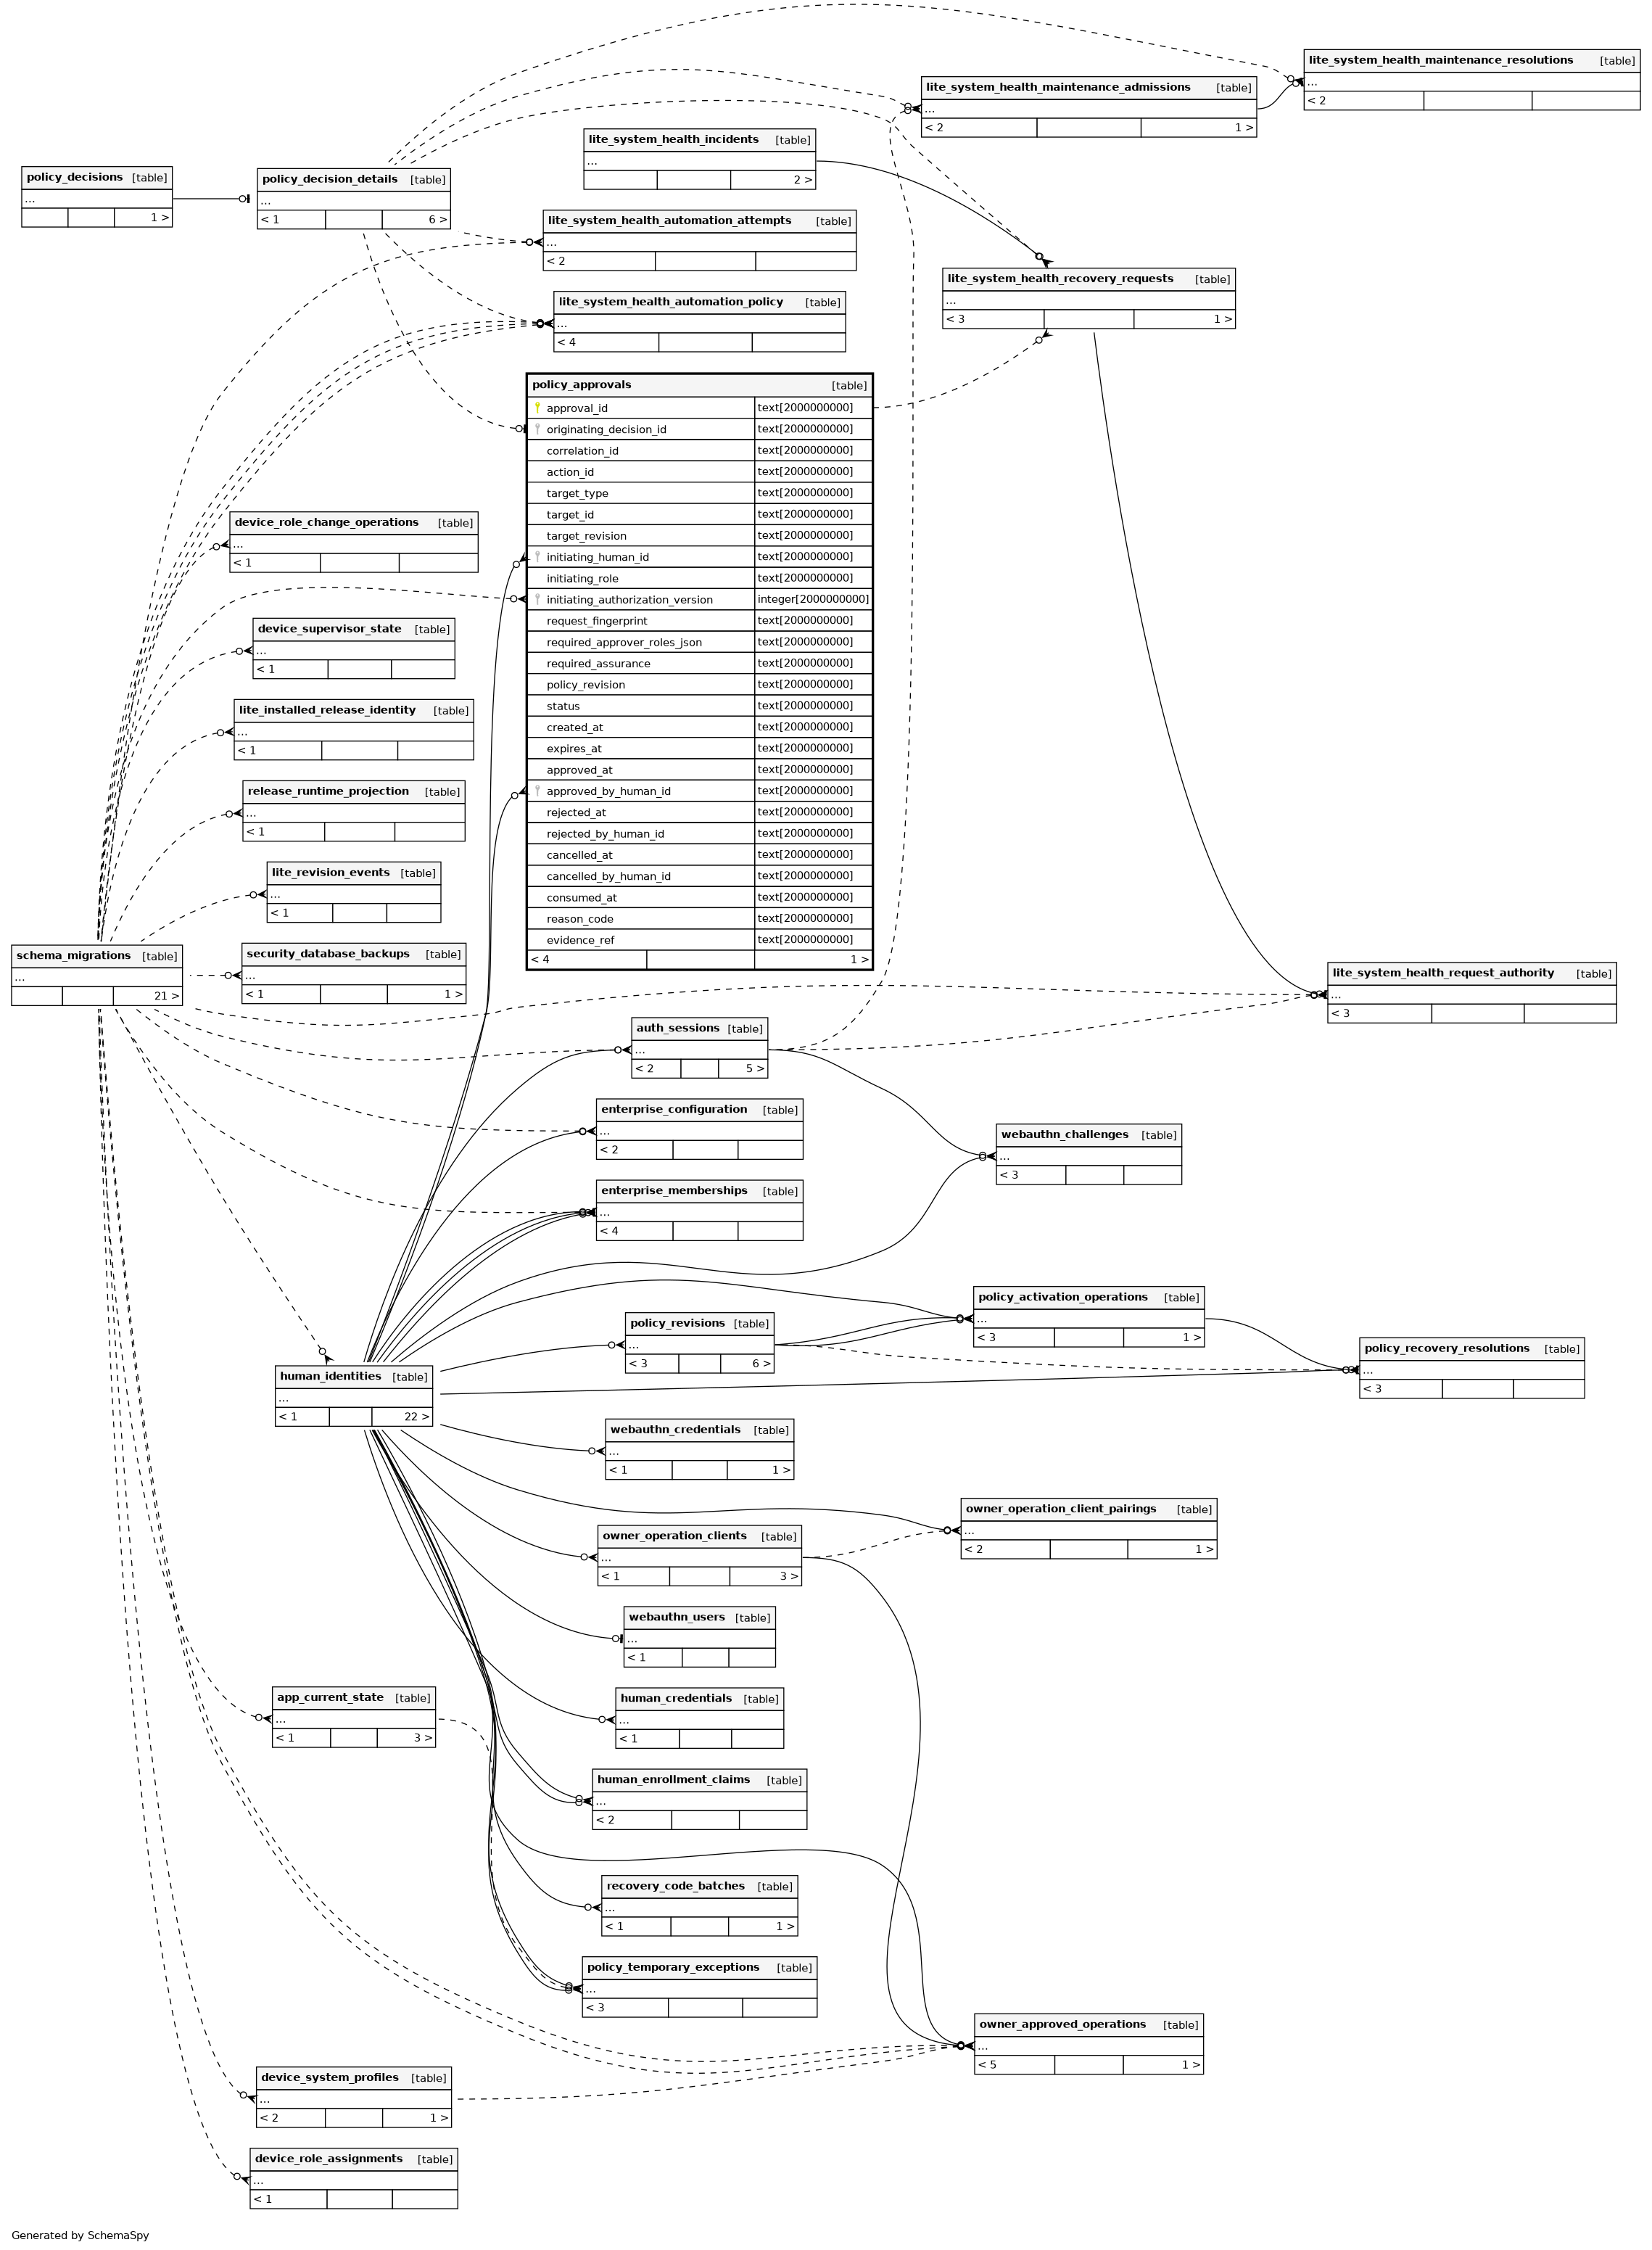 lite_system_health_maintenance_resolutions [table]
...
< 2
lite_system_health_maintenance_admissions [table]
...
< 2 1 >
lite_system_health_incidents [table]
...
2 >
policy_decisions [table]
...
1 >
policy_decision_details [table]
...
< 1 6 >
lite_system_health_automation_attempts [table]
...
< 2
lite_system_health_recovery_requests [table]
...
< 3 1 >
lite_system_health_automation_policy [table]
...
< 4
policy_approvals [table]
approval_id text[2000000000]
originating_decision_id text[2000000000]
correlation_id text[2000000000]
action_id text[2000000000]
target_type text[2000000000]
target_id text[2000000000]
target_revision text[2000000000]
initiating_human_id text[2000000000]
initiating_role text[2000000000]
initiating_authorization_version integer[2000000000]
request_fingerprint text[2000000000]
required_approver_roles_json text[2000000000]
required_assurance text[2000000000]
policy_revision text[2000000000]
status text[2000000000]
created_at text[2000000000]
expires_at text[2000000000]
approved_at text[2000000000]
approved_by_human_id text[2000000000]
rejected_at text[2000000000]
rejected_by_human_id text[2000000000]
cancelled_at text[2000000000]
cancelled_by_human_id text[2000000000]
consumed_at text[2000000000]
reason_code text[2000000000]
evidence_ref text[2000000000]
< 4 1 >
device_role_change_operations [table]
...
< 1
device_supervisor_state [table]
...
< 1
lite_installed_release_identity [table]
...
< 1
release_runtime_projection [table]
...
< 1
lite_revision_events [table]
...
< 1
schema_migrations [table]
...
21 >
security_database_backups [table]
...
< 1 1 >
lite_system_health_request_authority [table]
...
< 3
auth_sessions [table]
...
< 2 5 >
enterprise_configuration [table]
...
< 2
webauthn_challenges [table]
...
< 3
enterprise_memberships [table]
...
< 4
policy_activation_operations [table]
...
< 3 1 >
policy_revisions [table]
...
< 3 6 >
policy_recovery_resolutions [table]
...
< 3
human_identities [table]
...
< 1 22 >
webauthn_credentials [table]
...
< 1 1 >
owner_operation_client_pairings [table]
...
< 2 1 >
owner_operation_clients [table]
...
< 1 3 >
webauthn_users [table]
...
< 1
app_current_state [table]
...
< 1 3 >
human_credentials [table]
...
< 1
human_enrollment_claims [table]
...
< 2
recovery_code_batches [table]
...
< 1 1 >
policy_temporary_exceptions [table]
...
< 3
owner_approved_operations [table]
...
< 5 1 >
device_system_profiles [table]
...
< 2 1 >
device_role_assignments [table]
...
< 1
Generated by SchemaSpy